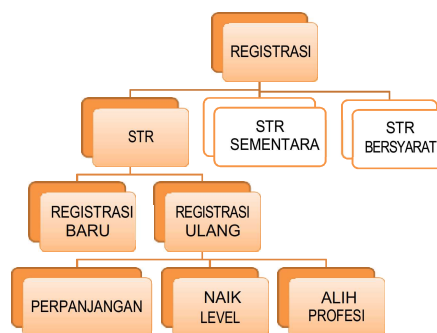 REGISTRASI
STR
STR
SEMENTARA
STR
BERSYARAT
REGISTRASI
BARU
REGISTRASI
ULANG
PERPANJANGAN
NAIK
LEVEL
ALIH
PROFESI